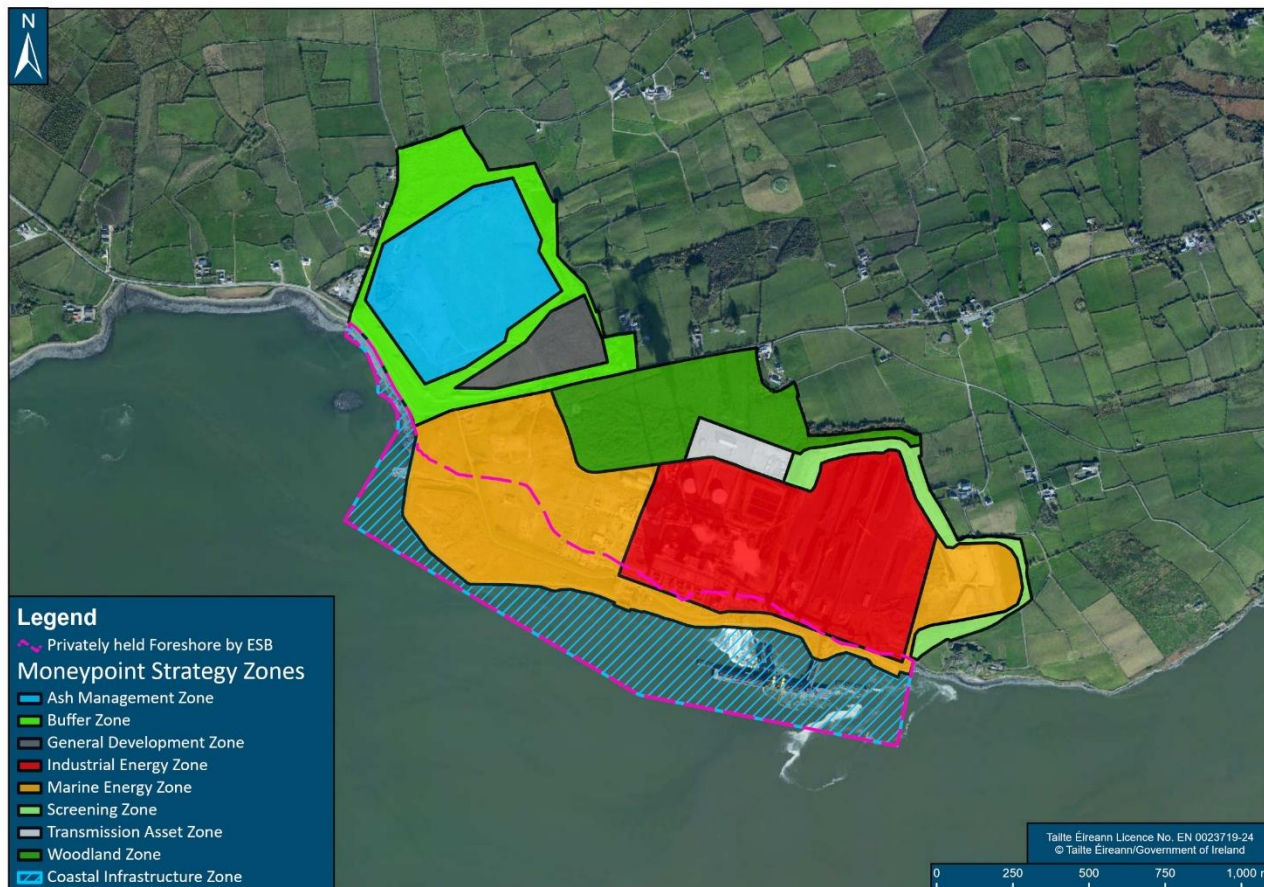 N
Legend
Privately held Foreshore by ESB
Moneypoint Strategy Zones
Ash Management Zone
Buffer Zone
General Development Zone
Industrial Energy Zone
Marine Energy Zone
Screening Zone
Transmission Asset Zone
Woodland Zone
Coastal Infrastructure Zone
Tailte Éireann Licence No. EN 0023719-24
© Tailte Éireann/Government of Ireland
0 250 500 750 1,000